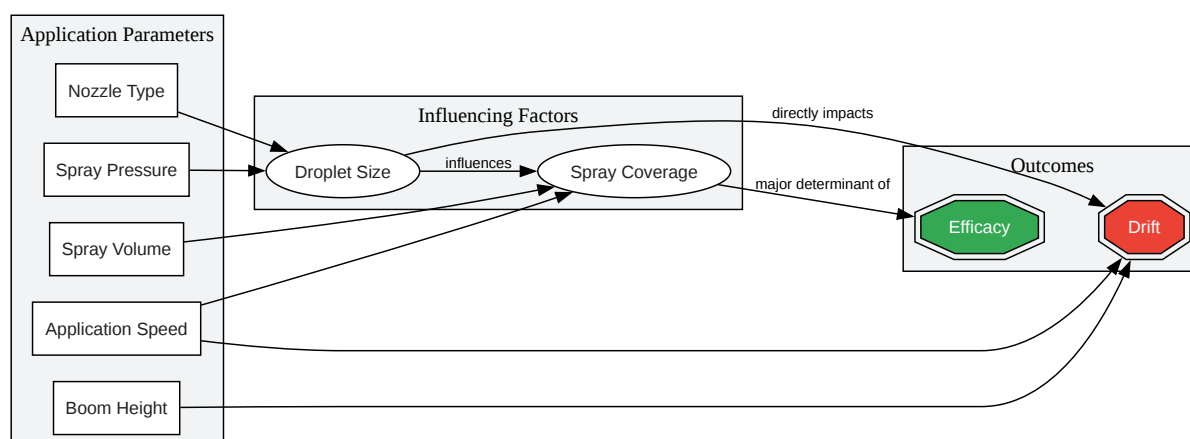 Application Parameters
Nozzle Type
Spray Pressure
Spray Volume
Application Speed
Boom Height
Influencing Factors
Droplet Size
influences
Spray Coverage
directly impacts
major determinant of
Outcomes
Efficacy
Drift